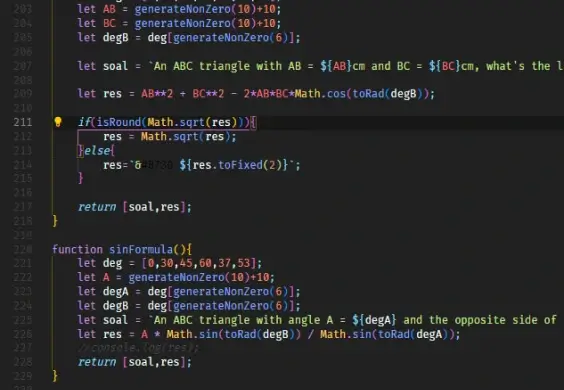 203 let AB = generateNonZero(10)+10;
204 let BC = generateNonZero(10)+10;
205 let degB = deg[generateNonZero(6)];
206
207 let soal = `An ABC triangle with AB = ${AB}cm and BC = ${BC}cm, what's the l
208
209 let res = AB**2 + BC**2 - 2*AB*BC*Math.cos(toRad(degB));
210
211 if(isRound(Math.sqrt(res))){
212 res = Math.sqrt(res);
213 }else{
214 res=`&#8730 ${res.toFixed(2)}`;
215 }
216
217 return [soal,res];
218 }
219
220 function sinFormula(){
221 let deg = [0,30,45,60,37,53];
222 let A = generateNonZero(10)+10;
223 let degA = deg[generateNonZero(6)];
224 let degB = deg[generateNonZero(6)];
225 let soal = `An ABC triangle with angle A = ${degA} and the opposite side of
226 let res = A * Math.sin(toRad(degB)) / Math.sin(toRad(degA));
227 //console.log(res);
228 return [soal,res];
229 }